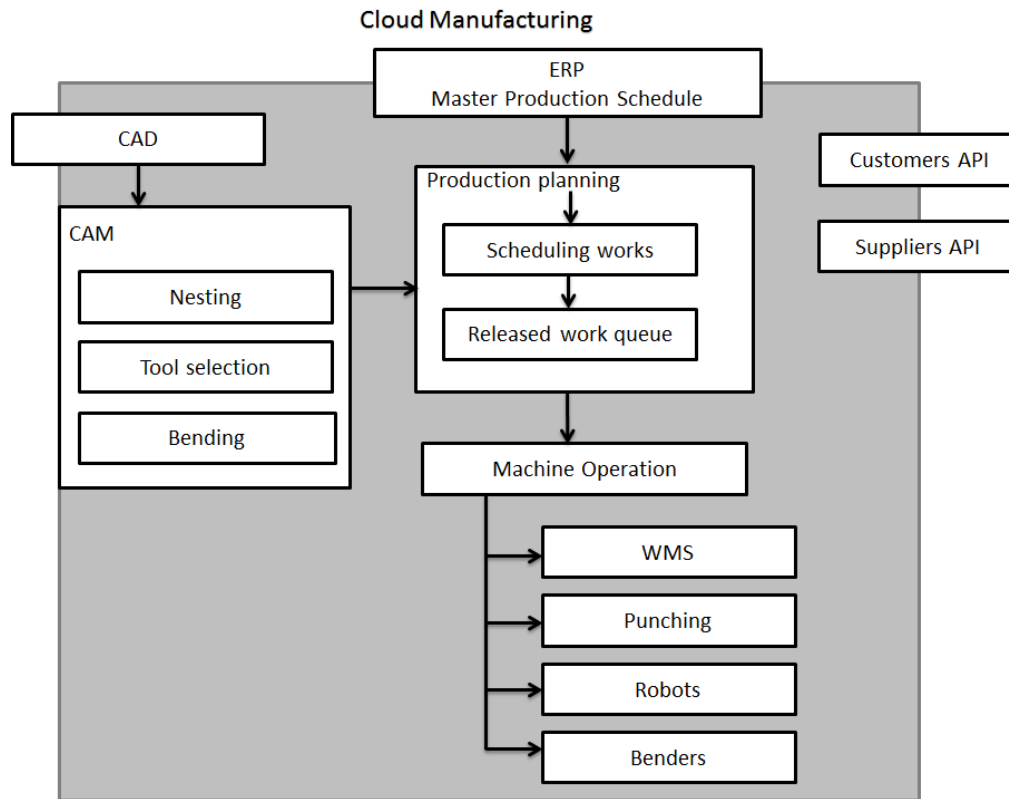 Cloud Manufacturing
ERP
Master Production Schedule
CAD
Customers API
Production planning
CAM
Suppliers API
Scheduling works
Nesting
Released work queue
Tool selection
Bending
Machine Operation
WMS
Punching
Robots
Benders